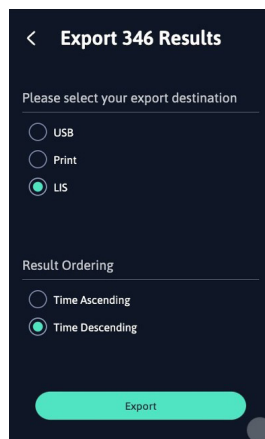 Export 346 Results
Please select your export destination
USB
Print
LIS
Result Ordering
Time Ascending
Time Descending
Export